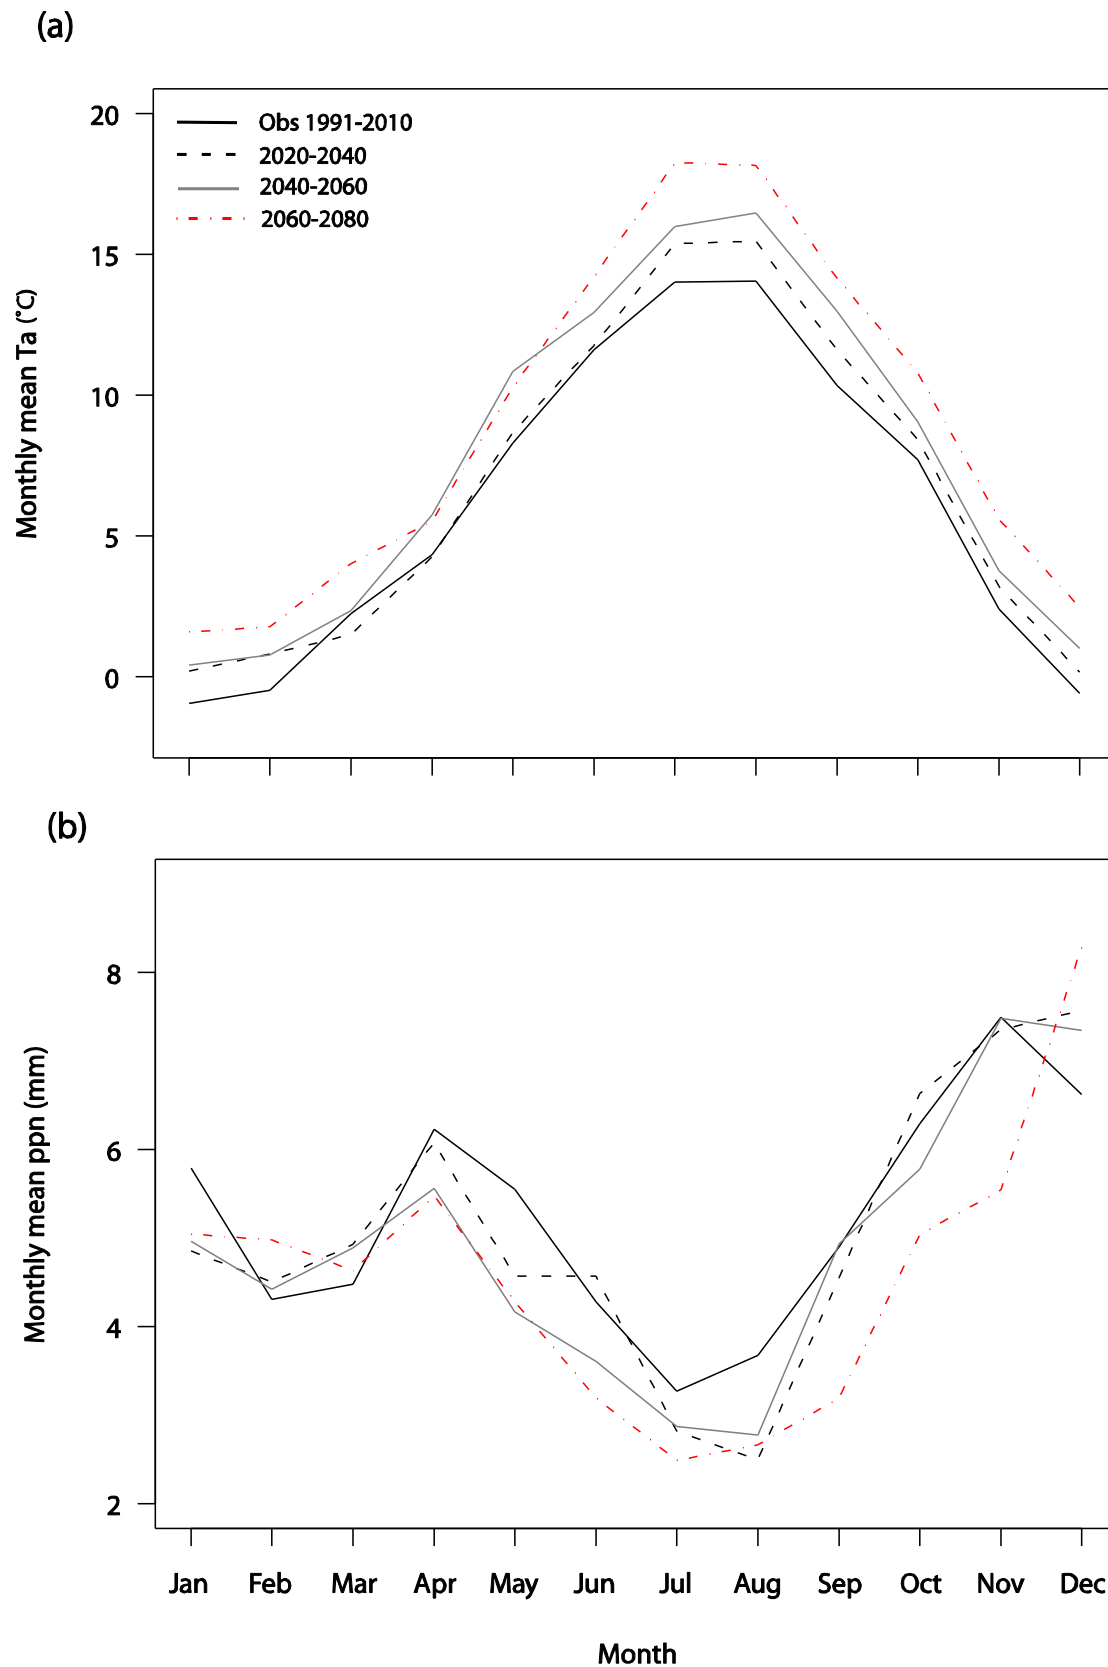 (a)
20
15
10
5
0
Monthly mean Ta (°C)
Obs 1991-2010
2020-2040
2040-2060
2060-2080
(b)
8
6
4
2
Monthly mean ppn (mm)
Jan Feb Mar Apr May Jun Jul Aug Sep Oct Nov Dec
Month